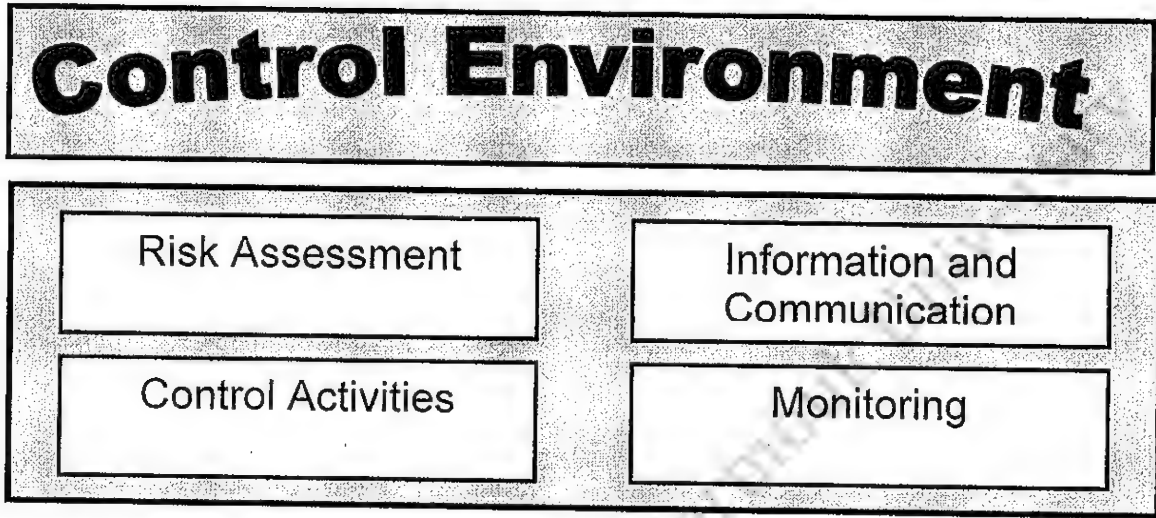 Control Environment
Risk Assessment
Information and
Communication
Control Activities
Monitoring